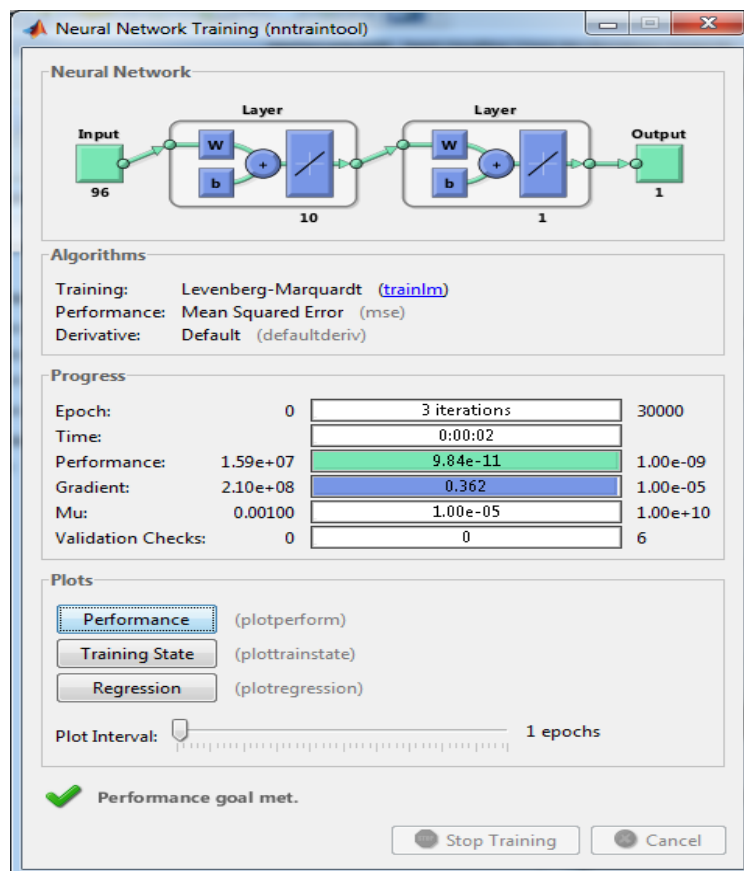 Neural Network Training (nntraintool)
Neural Network
Layer Layer
Input Output
W W
+ +
b b
96 1
10 1
Algorithms
Training: Levenberg-Marquardt (trainlm)
Performance: Mean Squared Error (mse)
Derivative: Default (defaultderiv)
Progress
Epoch: 0 3 iterations 30000
Time: 0:00:02
Performance: 1.59e+07 9.84e-11 1.00e-09
Gradient: 2.10e+08 0.362 1.00e-05
Mu: 0.00100 1.00e-05 1.00e+10
Validation Checks: 0 0 6
Plots
Performance (plotperform)
Training State (plottrainstate)
Regression (plotregression)
Plot Interval: 1 epochs
Performance goal met.
Stop Training Cancel